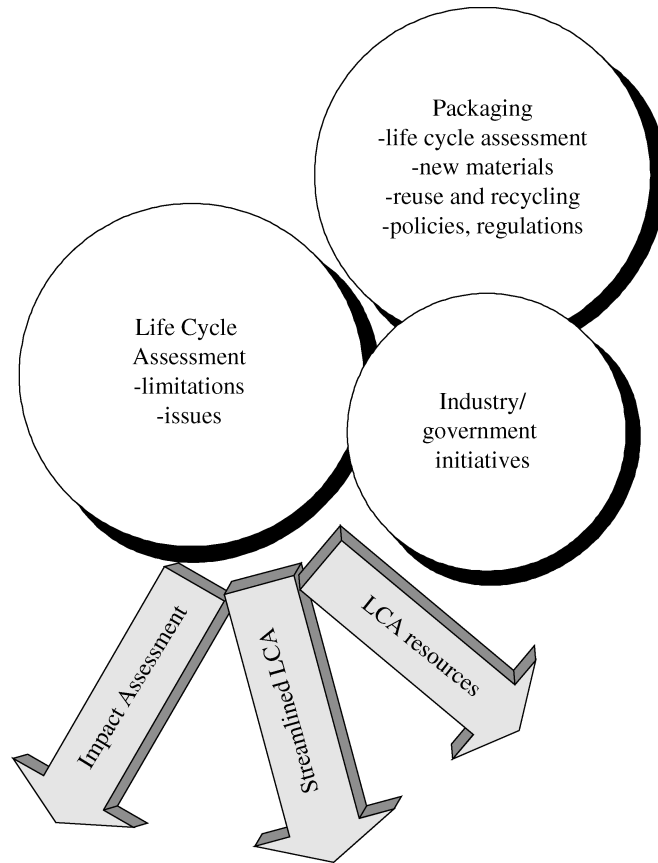 Packaging
-life cycle assessment
-new materials
-reuse and recycling
-policies, regulations
Life Cycle
Assessment
-limitations
-issues
Industry/
government
initiatives
Impact Assessment
Streamlined LCA
LCA resources